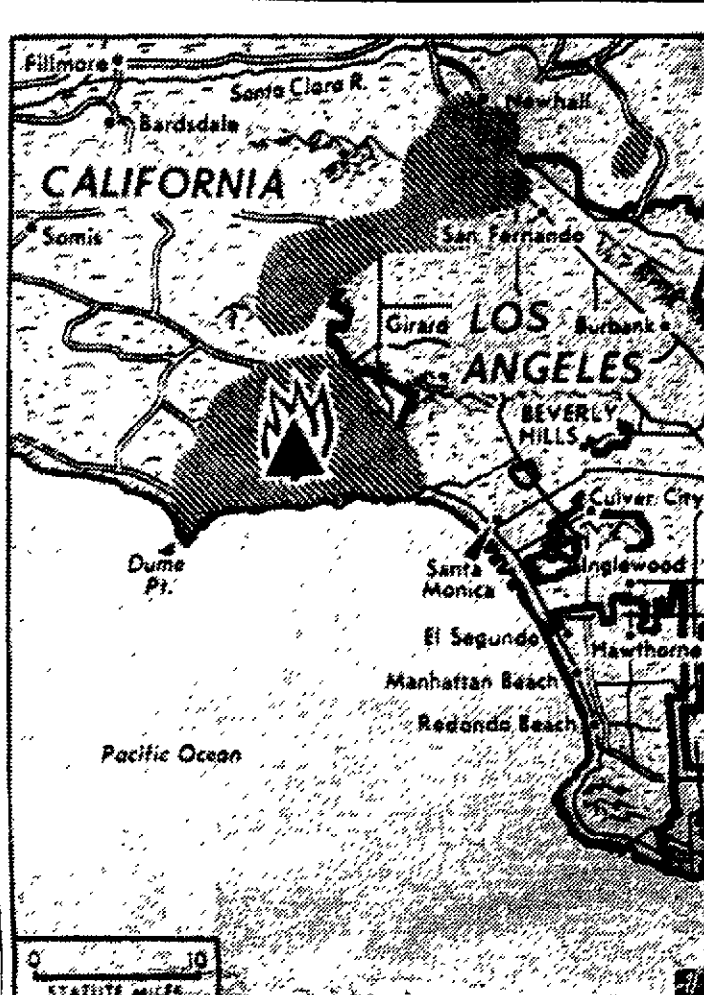 Fillmore
Santa Clara R.
Newhall
Bardsdale
CALIFORNIA
Somis
San Fernando
Girard
LOS
ANGELES
Burbank
BEVERLY
HILLS
Culver City
Dume
Pt.
Santa
Monica
Inglewood
El Segundo
Hawthorne
Manhattan Beach
Redondo Beach
Pacific Ocean
0 10
STATUTE MILES